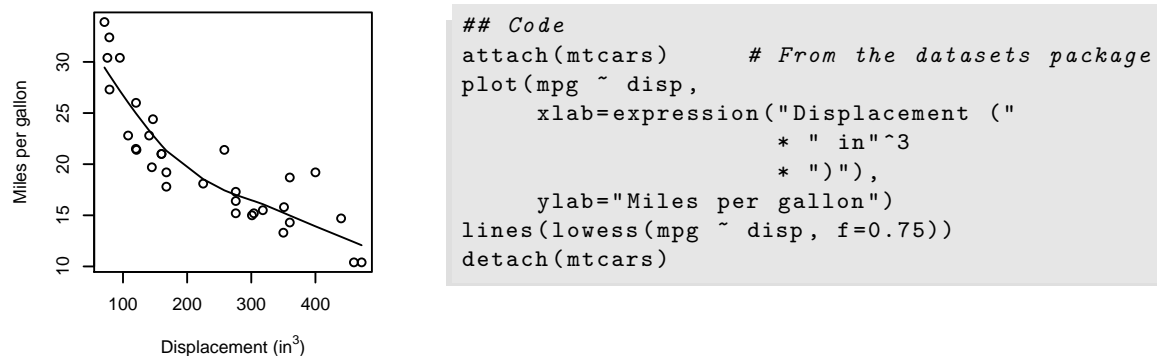 30
25
20
15
10
Miles per gallon
100 200 300 400
Displacement (in³)
## Code
attach(mtcars)      # From the datasets package
plot(mpg ~ disp,
     xlab=expression("Displacement ("
                     * " in"^3
                     * ")"),
     ylab="Miles per gallon")
lines(lowess(mpg ~ disp, f=0.75))
detach(mtcars)